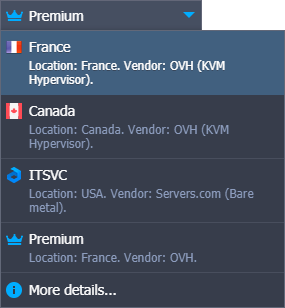 Premium
France
Location: France. Vendor: OVH (KVM
Hypervisor).
Canada
Location: Canada. Vendor: OVH (KVM
Hypervisor).
ITSVC
Location: USA. Vendor: Servers.com (Bare
metal).
Premium
Location: France. Vendor: OVH.
More details...